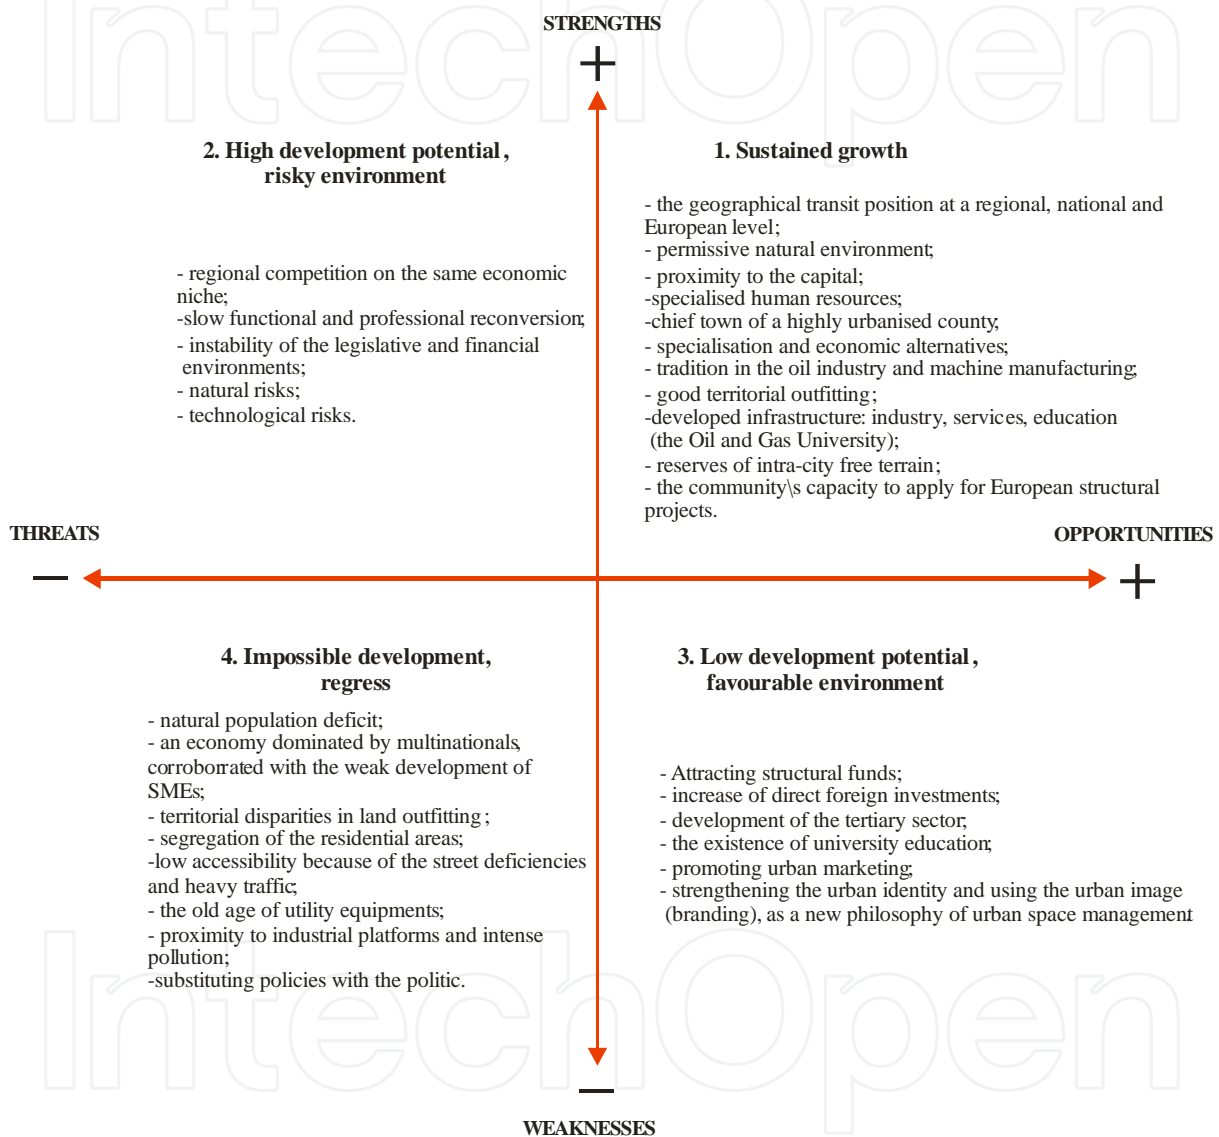 IntechOpen
STRENGTHS
+
2. High development potential,
risky environment
- regional competition on the same economic
niche;
-slow functional and professional reconversion;
- instability of the legislative and financial
environments;
- natural risks;
- technological risks.
1. Sustained growth
- the geographical transit position at a regional, national and
European level;
- permissive natural environment;
- proximity to the capital;
-specialised human resources;
-chief town of a highly urbanised county;
- specialisation and economic alternatives;
- tradition in the oil industry and machine manufacturing;
- good territorial outfitting;
-developed infrastructure: industry, services, education
(the Oil and Gas University);
- reserves of intra-city free terrain;
- the community\s capacity to apply for European structural
projects.
THREATS
OPPORTUNITIES
— +
4. Impossible development,
regress
- natural population deficit;
- an economy dominated by multinationals,
corroborrated with the weak development of
SMEs;
- territorial disparities in land outfitting;
- segregation of the residential areas;
-low accessibility because of the street deficiencies
and heavy traffic;
- the old age of utility equipments;
- proximity to industrial platforms and intense
pollution;
-substituting policies with the politic.
3. Low development potential,
favourable environment
- Attracting structural funds;
- increase of direct foreign investments;
- development of the tertiary sector;
- the existence of university education;
- promoting urban marketing;
- strengthening the urban identity and using the urban image
(branding), as a new philosophy of urban space management.
IntechOpen
—
WEAKNESSES